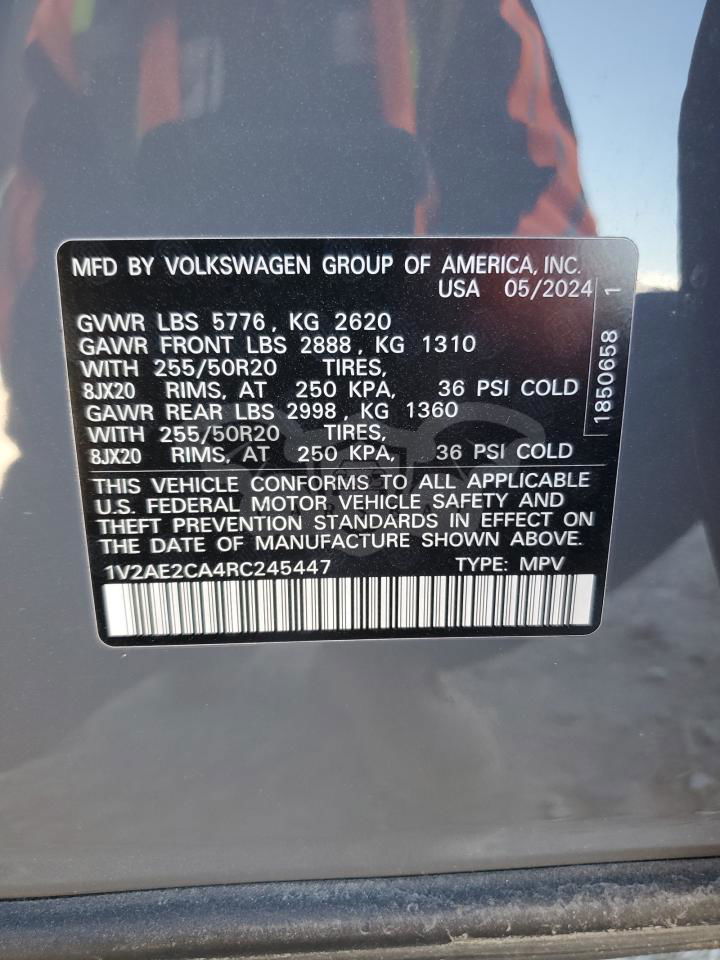 MFD BY VOLKSWAGEN GROUP OF AMERICA, INC.
USA 05/2024
GVWR LBS 5776, KG 2620
GAWR FRONT LBS 2888, KG 1310
WITH 255/50R20 TIRES,
8JX20 RIMS, AT 250 KPA, 36 PSI COLD
GAWR REAR LBS 2998, KG 1360
WITH 255/50R20 TIRES,
8JX20 RIMS, AT 250 KPA, 36 PSI COLD
THIS VEHICLE CONFORMS TO ALL APPLICABLE
U.S. FEDERAL MOTOR VEHICLE SAFETY AND
THEFT PREVENTION STANDARDS IN EFFECT ON
THE DATE OF MANUFACTURE SHOWN ABOVE.
1V2AE2CA4RC245447 TYPE: MPV
1850658 1